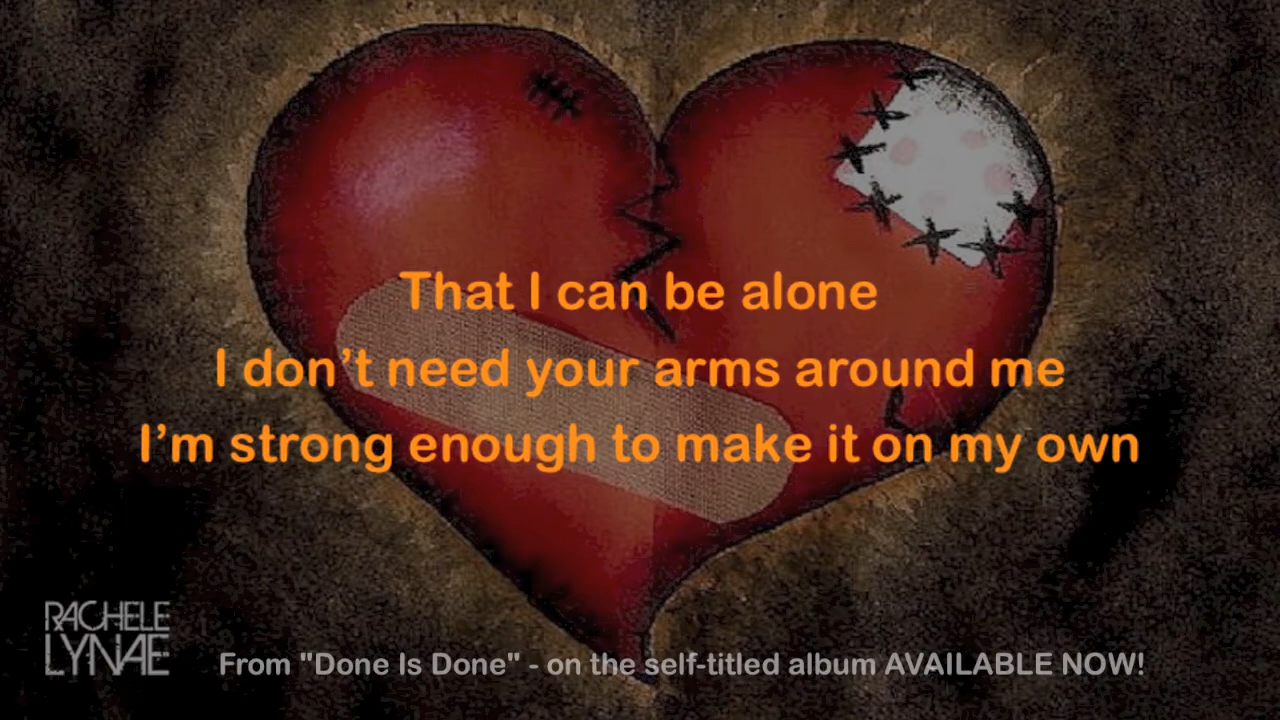 That I can be alone
I don’t need your arms around me
I’m strong enough to make it on my own
RACHELE
LYNAE
From "Done Is Done" - on the self-titled album AVAILABLE NOW!